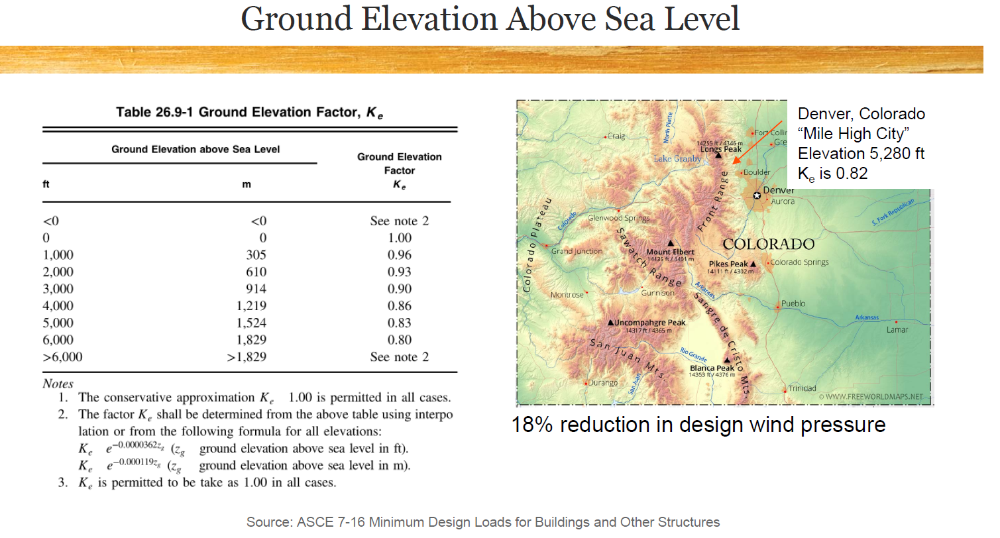 Ground Elevation Above Sea Level
Table 26.9-1 Ground Elevation Factor, Ke
Ground Elevation above Sea Level
Ground Elevation
Factor
Ke
ft m
<0 <0 See note 2
0 0 1.00
1,000 305 0.96
2,000 610 0.93
3,000 914 0.90
4,000 1,219 0.86
5,000 1,524 0.83
6,000 1,829 0.80
>6,000 >1,829 See note 2
Notes
1. The conservative approximation Ke 1.00 is permitted in all cases.
2. The factor Ke shall be determined from the above table using interpo
lation or from the following formula for all elevations:
Ke e−0.0000362zg (zg ground elevation above sea level in ft).
Ke e−0.000119zg (zg ground elevation above sea level in m).
3. Ke is permitted to be take as 1.00 in all cases.
Denver, Colorado
“Mile High City”
Elevation 5,280 ft
Ke is 0.82
Craig
North Platte
14255 ft / 4346 m
Longs Peak
Lake Granby
Fort Collin
Gre
Boulder
Denver
Aurora
Front Range
Colorado Plateau
Colorado
Glenwood Springs
S. Fork Republican
Sawatch Range
Grand Junction
Mount Elbert
14435 ft / 4401 m
COLORADO
Pikes Peak
14111 ft / 4302 m
Colorado Springs
Montrose
Gunnison
Arkansas
Sangre de Cristo Mts.
Pueblo
Arkansas
Lamar
Uncompahgre Peak
14317 ft / 4365 m
San Juan Mts.
Rio Grande
Blanca Peak
14353 ft / 4376 m
Durango
San Juan
Trinidad
© WWW.FREEWORLDMAPS.NET
18% reduction in design wind pressure
Source: ASCE 7-16 Minimum Design Loads for Buildings and Other Structures